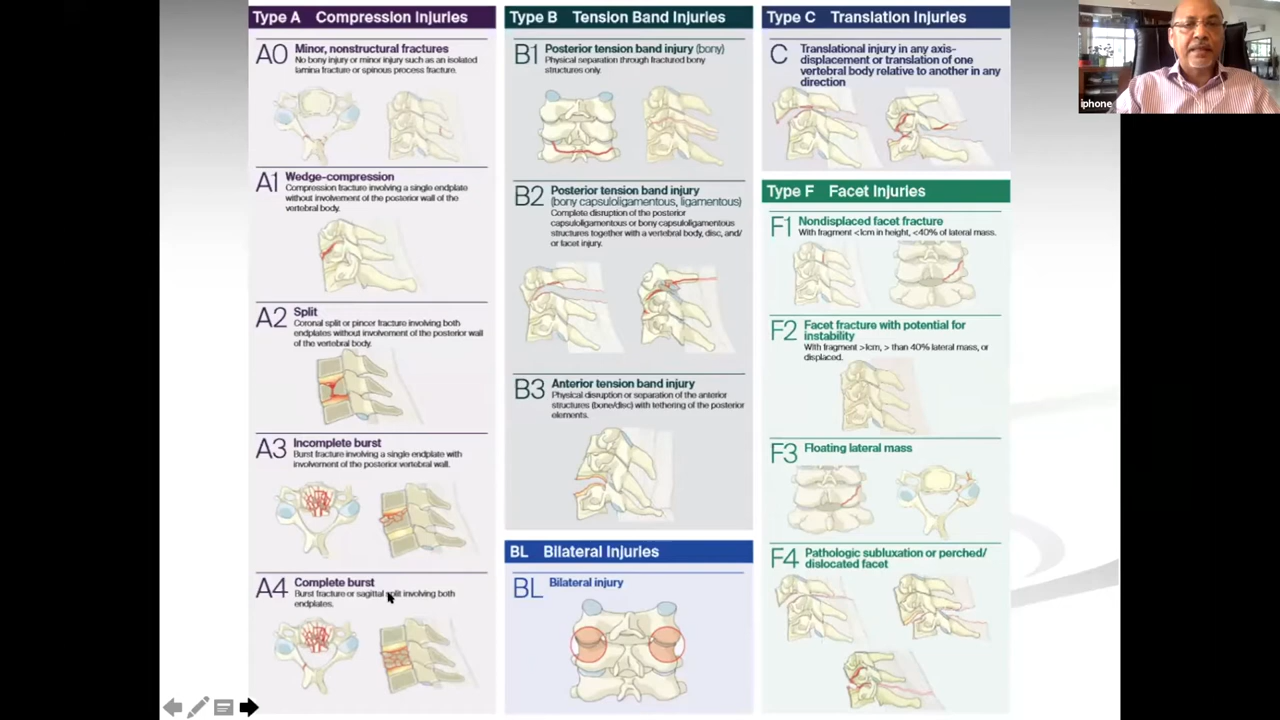 Type A Compression Injuries
A0 Minor, nonstructural fractures
No bony injury or minor injury such as an isolated
lamina fracture or spinous process fracture.
A1 Wedge-compression
Compression fracture involving a single endplate
without involvement of the posterior wall of the
vertebral body.
A2 Split
Coronal split or pincer fracture involving both
endplates without involvement of the posterior wall
of the vertebral body.
A3 Incomplete burst
Burst fracture involving a single endplate with
involvement of the posterior vertebral wall.
A4 Complete burst
Burst fracture or sagittal split involving both
endplates.
Type B Tension Band Injuries
B1 Posterior tension band injury (bony)
Physical separation through fractured bony
structures only.
B2 Posterior tension band injury
(bony capsuloligamentous, ligamentous)
Complete disruption of the posterior
capsuloligamentous or bony capsuloligamentous
structures together with a vertebral body, disc, and/
or facet injury.
B3 Anterior tension band injury
Physical disruption or separation of the anterior
structures (bone/disc) with tethering of the posterior
elements.
BL Bilateral Injuries
BL Bilateral injury
Type C Translation Injuries
C Translational injury in any axis-
displacement or translation of one
vertebral body relative to another in any
direction
Type F Facet Injuries
F1 Nondisplaced facet fracture
With fragment <1cm in height, <40% of lateral mass.
F2 Facet fracture with potential for
instability
With fragment >1cm, > than 40% lateral mass, or
displaced.
F3 Floating lateral mass
F4 Pathologic subluxation or perched/
dislocated facet
iphone